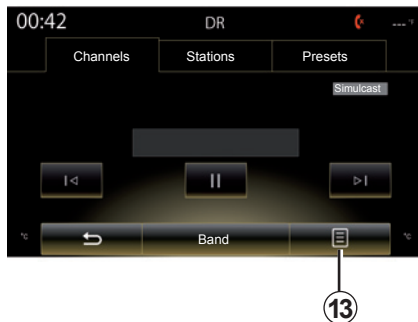 00:42 DR --- °F
Channels Stations Presets
Simulcast
°C Band °C
13